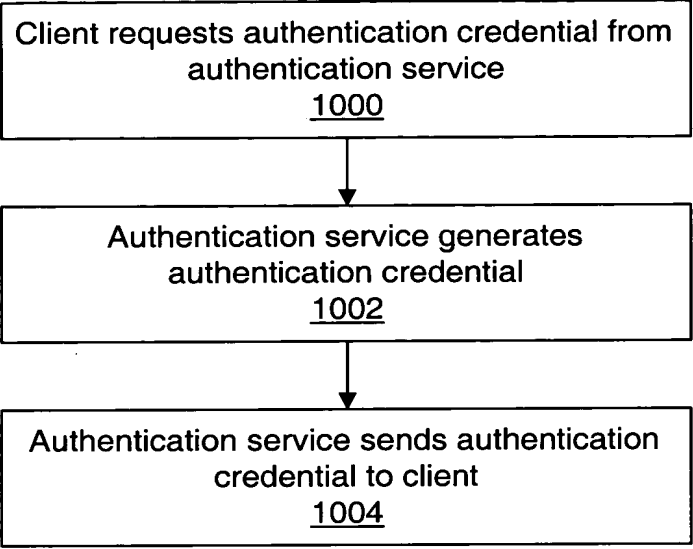 Client requests authentication credential from
authentication service
1000
Authentication service generates
authentication credential
1002
Authentication service sends authentication
credential to client
1004